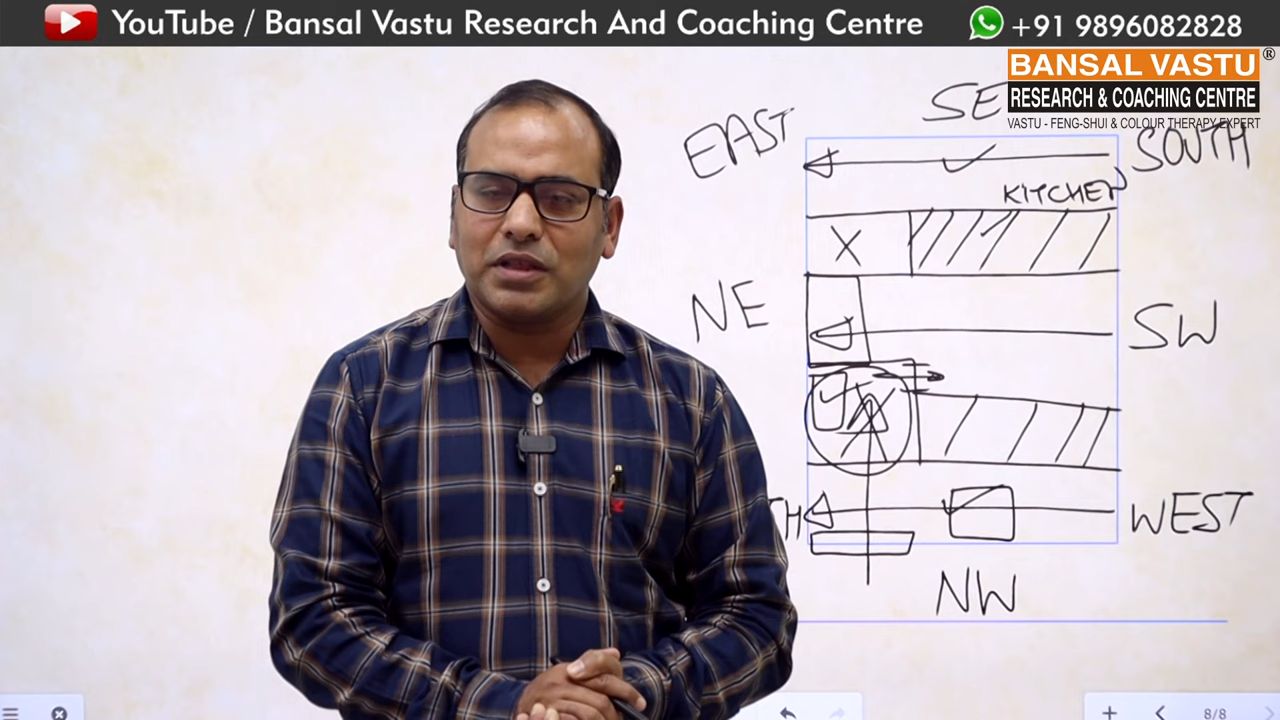 YouTube / Bansal Vastu Research And Coaching Centre
+91 9896082828
BANSAL VASTU®
RESEARCH & COACHING CENTRE
VASTU - FENG-SHUI & COLOUR THERAPY EXPERT
SE
EAST
SOUTH
KITCHEN
X
NE
SW
TH
WEST
NW
8/8